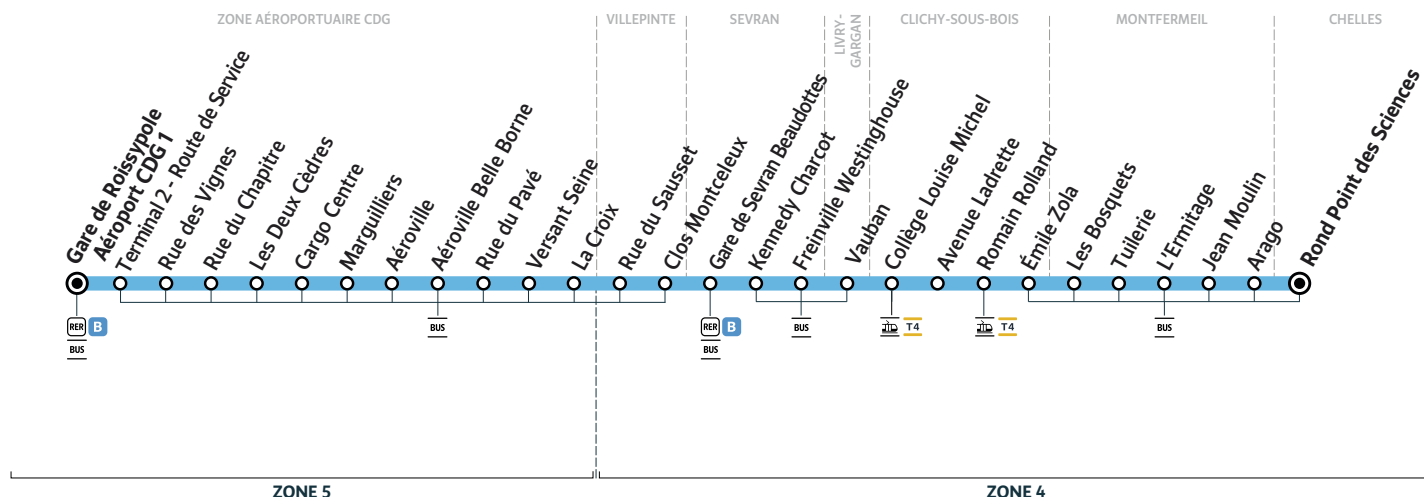 ZONE AÉROPORTUAIRE CDG
VILLEPINTE
SEVRAN
LIVRY-
GARGAN
CLICHY-SOUS-BOIS
MONTFERMEIL
CHELLES
Gare de Roissypole
Aéroport CDG 1
Terminal 2 - Route de Service
Rue des Vignes
Rue du Chapitre
Les Deux Cèdres
Cargo Centre
Marguilliers
Aéroville
Aéroville Belle Borne
Rue du Pavé
Versant Seine
La Croix
Rue du Sausset
Clos Montceleux
Gare de Sevran Beaudottes
Kennedy Charcot
Freinville Westinghouse
Vauban
Collège Louise Michel
Avenue Ladrette
Romain Rolland
Émile Zola
Les Bosquets
Tuilerie
L'Ermitage
Jean Moulin
Arago
Rond Point des Sciences
RER B
BUS
BUS
RER B
BUS
BUS
T4
T4
BUS
ZONE 5
ZONE 4